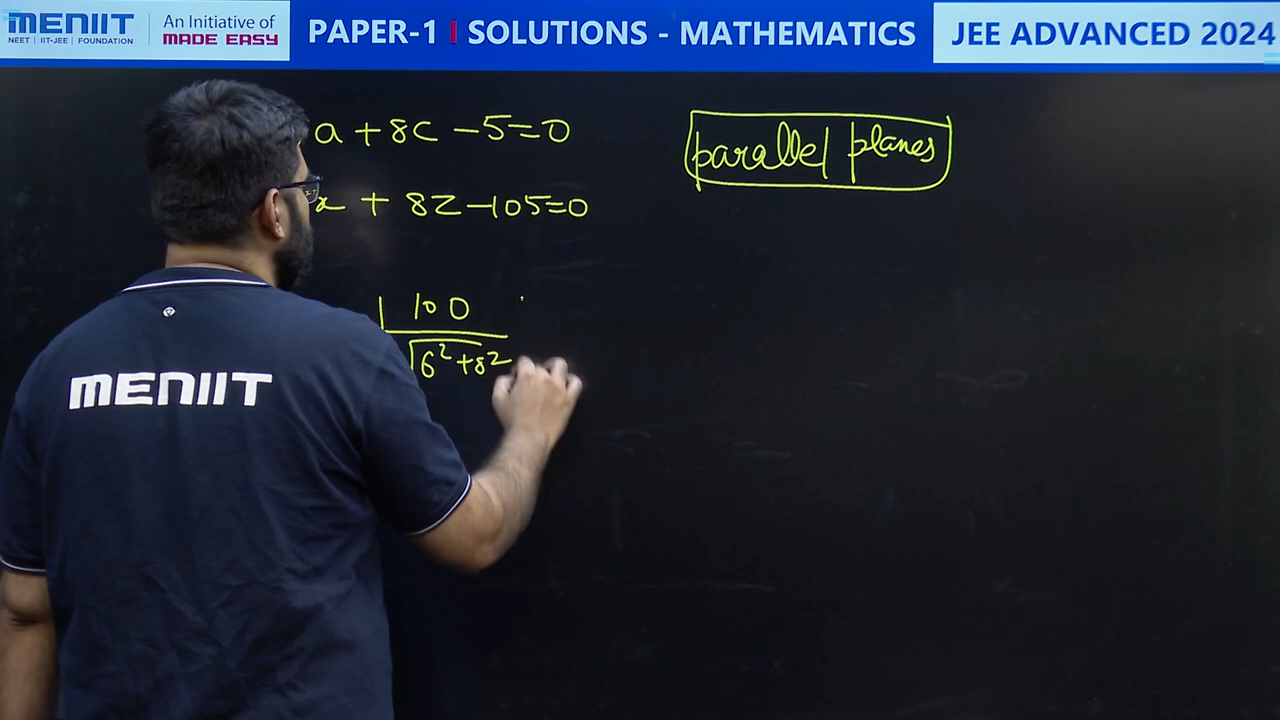 MENIIT
NEET | IIT-JEE | FOUNDATION
An Initiative of
MADE EASY
PAPER-1 | SOLUTIONS - MATHEMATICS
JEE ADVANCED 2024
a + 8c - 5 = 0
parallel planes
x + 8z - 105 = 0
| 100
√6² + 8²
MENIIT